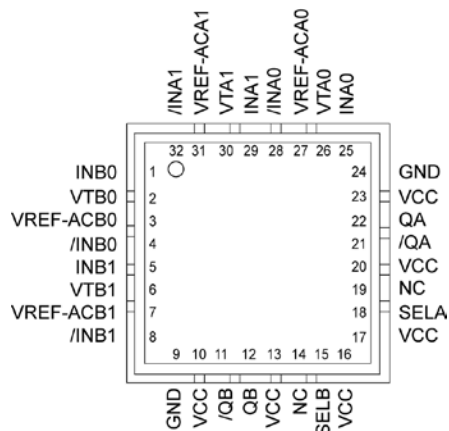 /INA1
VREF-ACA1
VTA1
INA1
/INA0
VREF-ACA0
VTA0
INA0
32 31 30 29 28 27 26 25
INB0 1 24 GND
VTB0 2 23 VCC
VREF-ACB0 3 22 QA
/INB0 4 21 /QA
INB1 5 20 VCC
VTB1 6 19 NC
VREF-ACB1 7 18 SELA
/INB1 8 17 VCC
9 10 11 12 13 14 15 16
GND
VCC
/QB
QB
VCC
NC
SELB
VCC